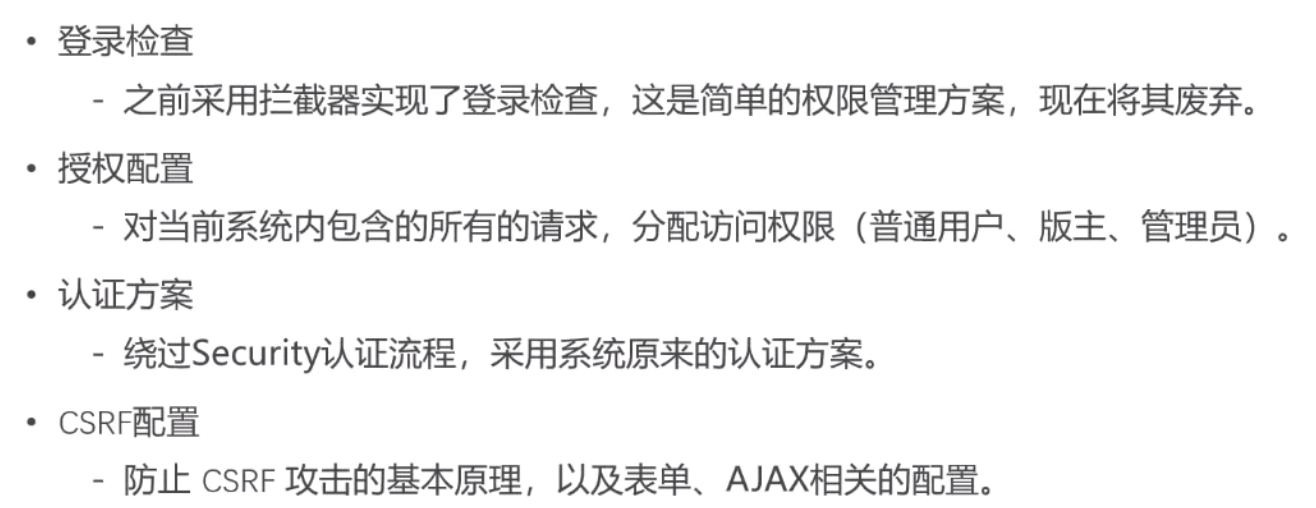 • 登录检查
- 之前采用拦截器实现了登录检查，这是简单的权限管理方案，现在将其废弃。
• 授权配置
- 对当前系统内包含的所有的请求，分配访问权限（普通用户、版主、管理员）。
• 认证方案
- 绕过Security认证流程，采用系统原来的认证方案。
• CSRF配置
- 防止 CSRF 攻击的基本原理，以及表单、AJAX相关的配置。